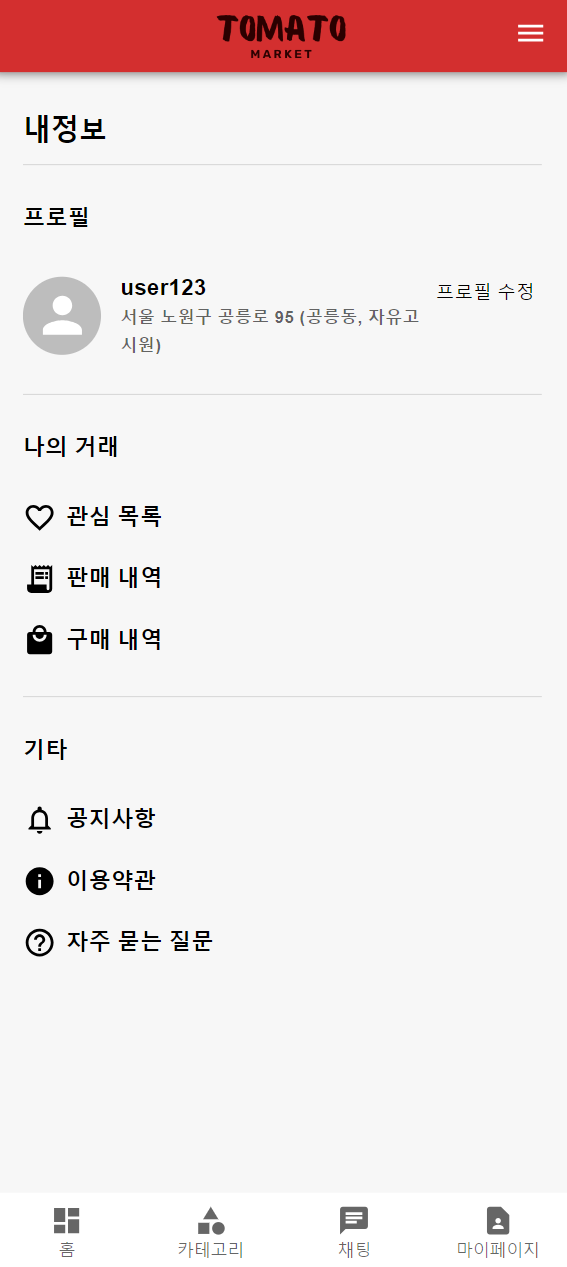 TOMATO
MARKET
내정보
프로필
user123
프로필 수정
서울 노원구 공릉로 95 (공릉동, 자유고
시원)
나의 거래
관심 목록
판매 내역
구매 내역
기타
공지사항
이용약관
자주 묻는 질문
홈
카테고리
채팅
마이페이지